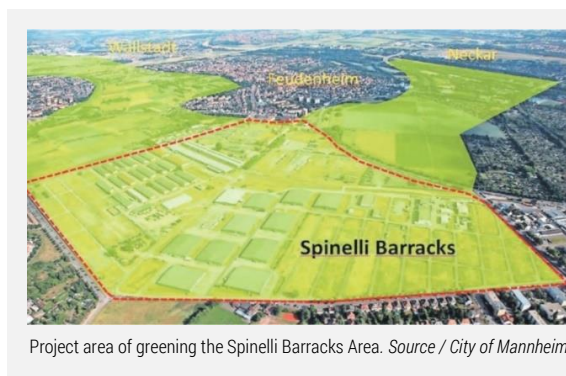 Wallstadt
Neckar
Feudenheim
Spinelli Barracks
Project area of greening the Spinelli Barracks Area. Source / City of Mannheim